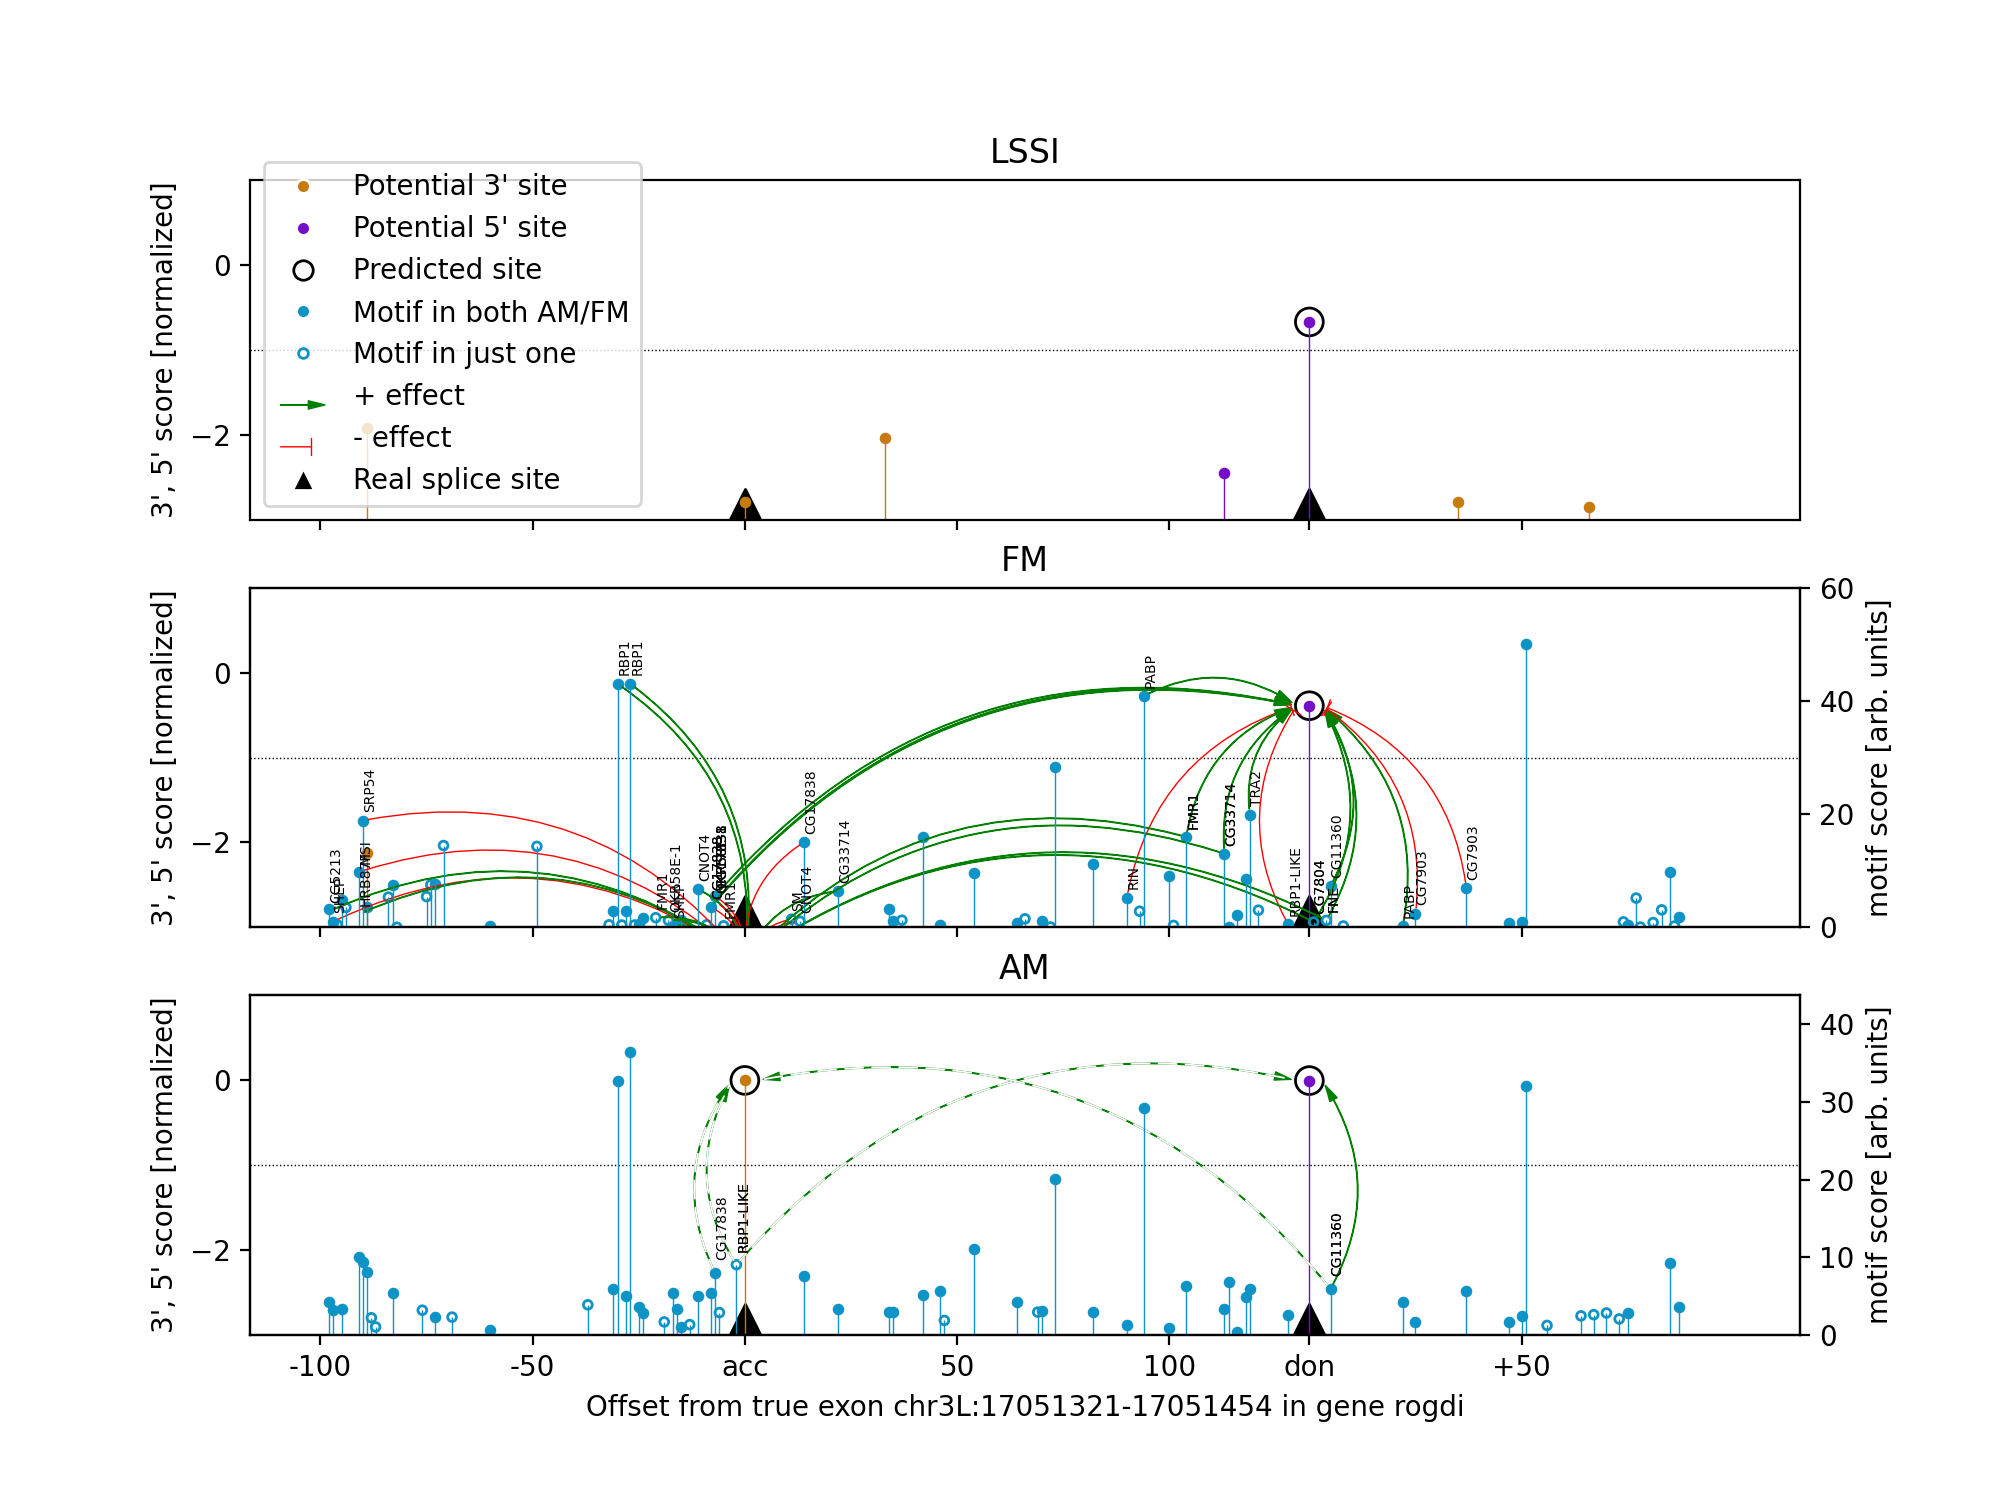 LSSI
3', 5' score [normalized]
0
−2
Potential 3' site
Potential 5' site
Predicted site
Motif in both AM/FM
Motif in just one
+ effect
- effect
Real splice site
FM
3', 5' score [normalized]
0
−2
60
40
20
0
motif score [arb. units]
RBP1
RBP1
PABP
SRP54
CG17838
CG33714
CG5213
CNOT4
FMR1
FMR1
SM
CNOT4
RIN
FMR1
CG33714
TRA2
RBP1-LIKE
CG7804
FNE
CG11360
PABP
CG7903
CG7903
AM
3', 5' score [normalized]
0
−2
40
30
20
10
0
motif score [arb. units]
CG17838
RBP1-LIKE
CG11360
-100
-50
acc
50
100
don
+50
Offset from true exon chr3L:17051321-17051454 in gene rogdi